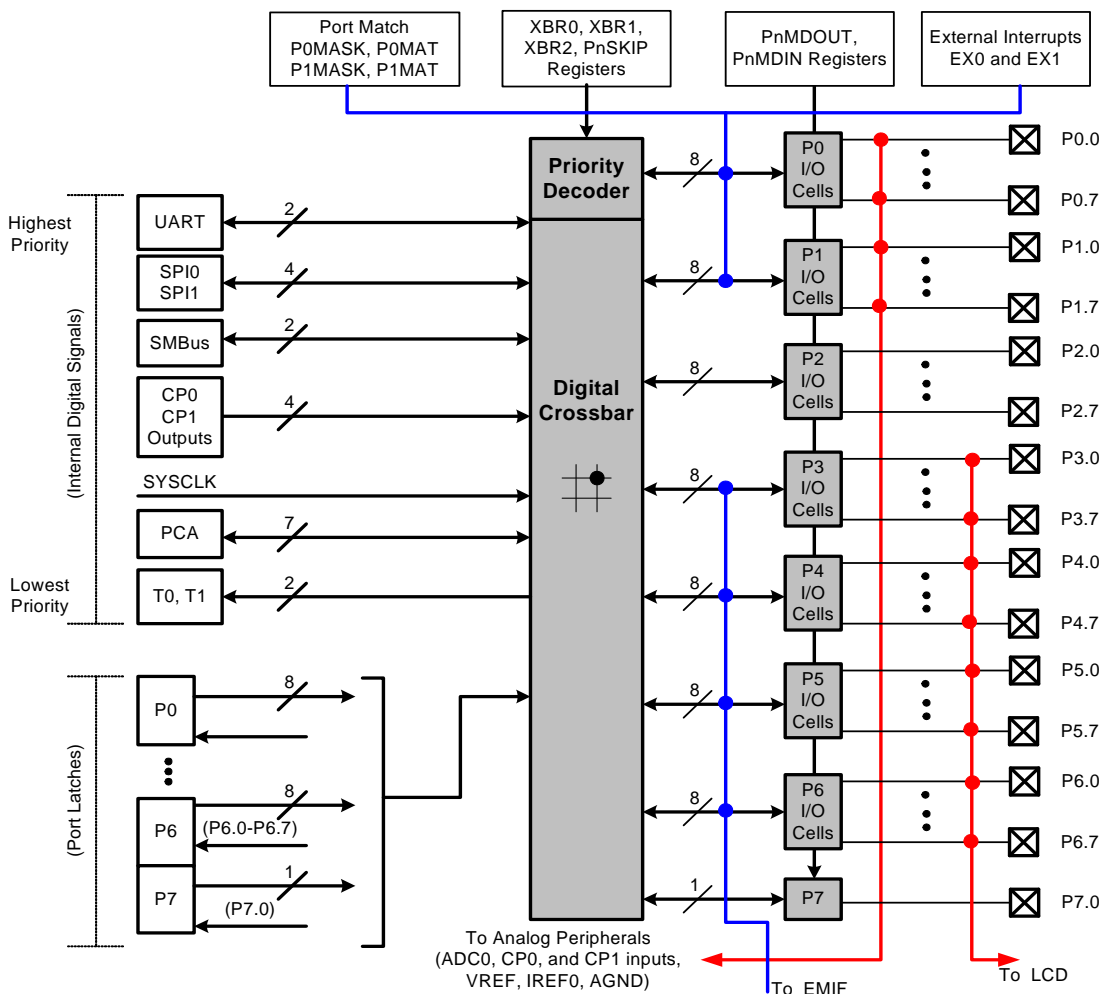 Port Match
P0MASK, P0MAT
P1MASK, P1MAT
XBR0, XBR1,
XBR2, PnSKIP
Registers
PnMDOUT,
PnMDIN Registers
External Interrupts
EX0 and EX1
Highest
Priority
Lowest
Priority
(Internal Digital Signals)
UART
2
SPI0
SPI1
4
SMBus
2
CP0
CP1
Outputs
4
SYSCLK
PCA
7
T0, T1
2
(Port Latches)
P0
8
P6
8
(P6.0-P6.7)
P7
1
(P7.0)
Priority
Decoder
Digital
Crossbar
8
P0
I/O
Cells
P0.0
P0.7
8
P1
I/O
Cells
P1.0
P1.7
8
P2
I/O
Cells
P2.0
P2.7
8
P3
I/O
Cells
P3.0
P3.7
8
P4
I/O
Cells
P4.0
P4.7
8
P5
I/O
Cells
P5.0
P5.7
8
P6
I/O
Cells
P6.0
P6.7
1
P7
P7.0
To Analog Peripherals
(ADC0, CP0, and CP1 inputs,
VREF, IREF0, AGND)
To EMIF
To LCD